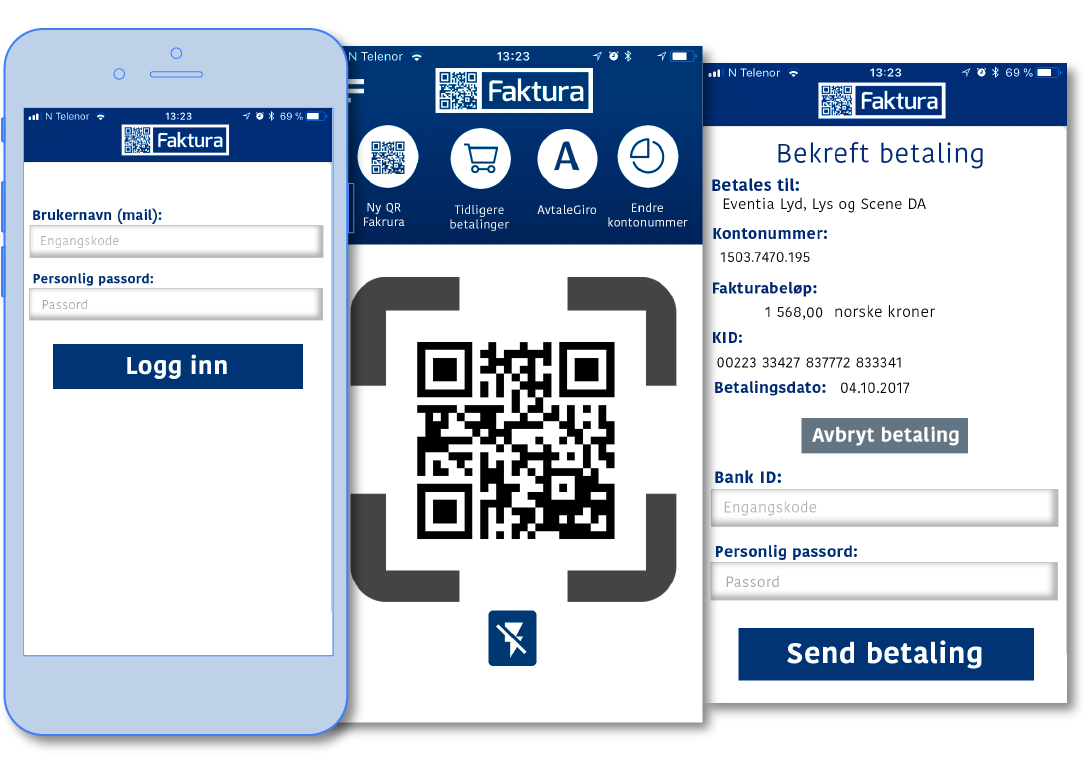 N Telenor 13:23 69 %
Faktura
Brukernavn (mail):
Engangskode
Personlig passord:
Passord
Logg inn
N Telenor 13:23
Faktura
Ny QR
Fakrura
Tidligere
betalinger
A
AvtaleGiro
Endre
kontonummer
N Telenor 13:23 69 %
Faktura
Bekreft betaling
Betales til:
Eventia Lyd, Lys og Scene DA
Kontonummer:
1503.7470.195
Fakturabeløp:
1 568,00 norske kroner
KID:
00223 33427 837772 833341
Betalingsdato: 04.10.2017
Avbryt betaling
Bank ID:
Engangskode
Personlig passord:
Passord
Send betaling